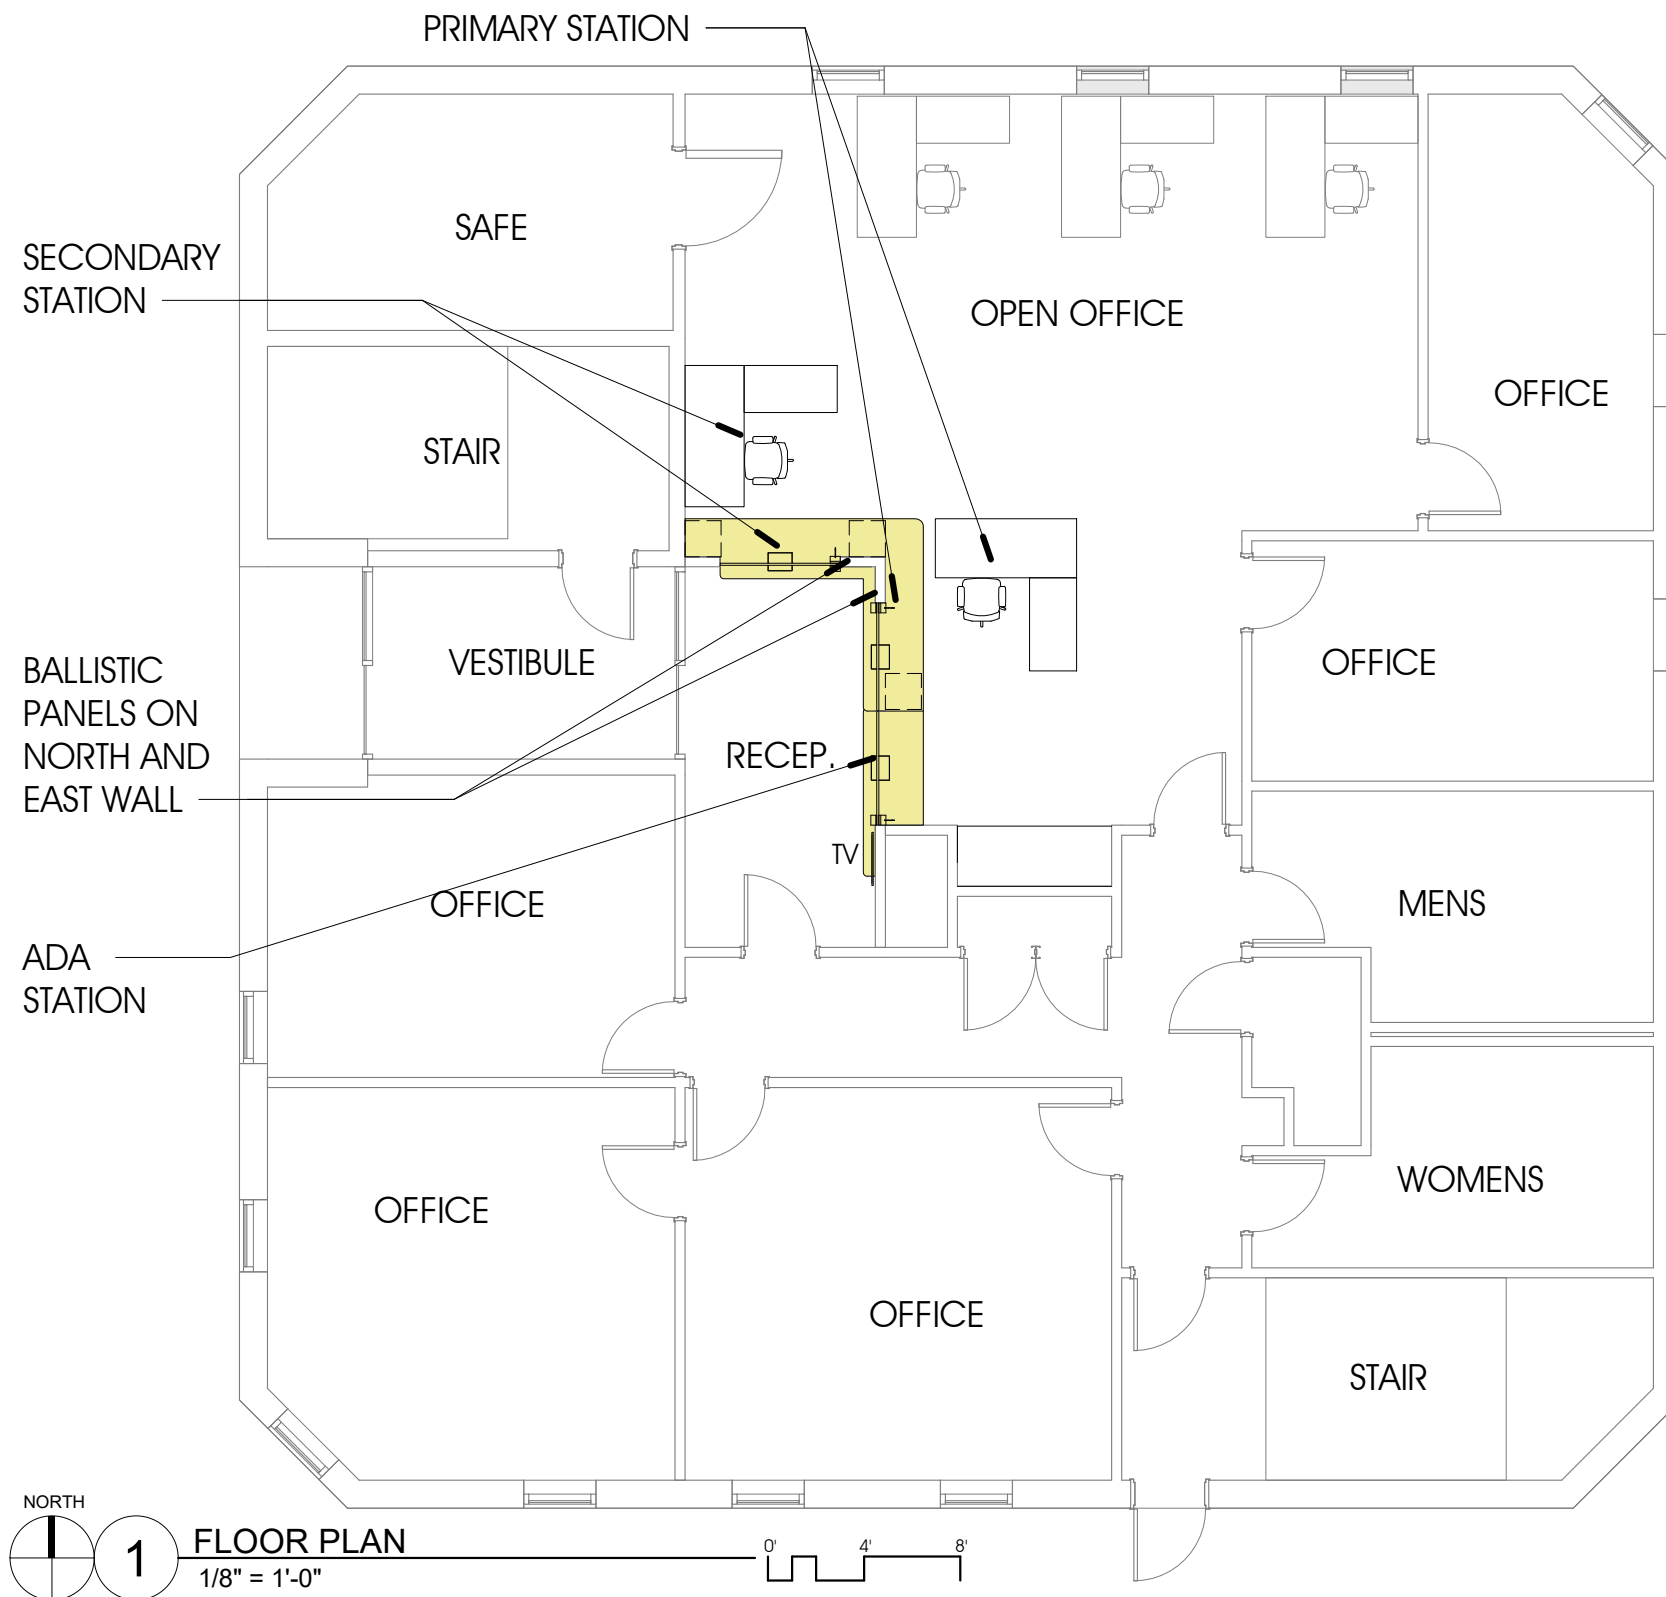 PRIMARY STATION
SAFE
SECONDARY
STATION
OPEN OFFICE
OFFICE
STAIR
VESTIBULE
OFFICE
BALLISTIC
PANELS ON
NORTH AND
EAST WALL
RECEP.
TV
OFFICE
MENS
ADA
STATION
WOMENS
OFFICE
OFFICE
STAIR
NORTH
1
FLOOR PLAN
1/8" = 1'-0"
0' 4' 8'